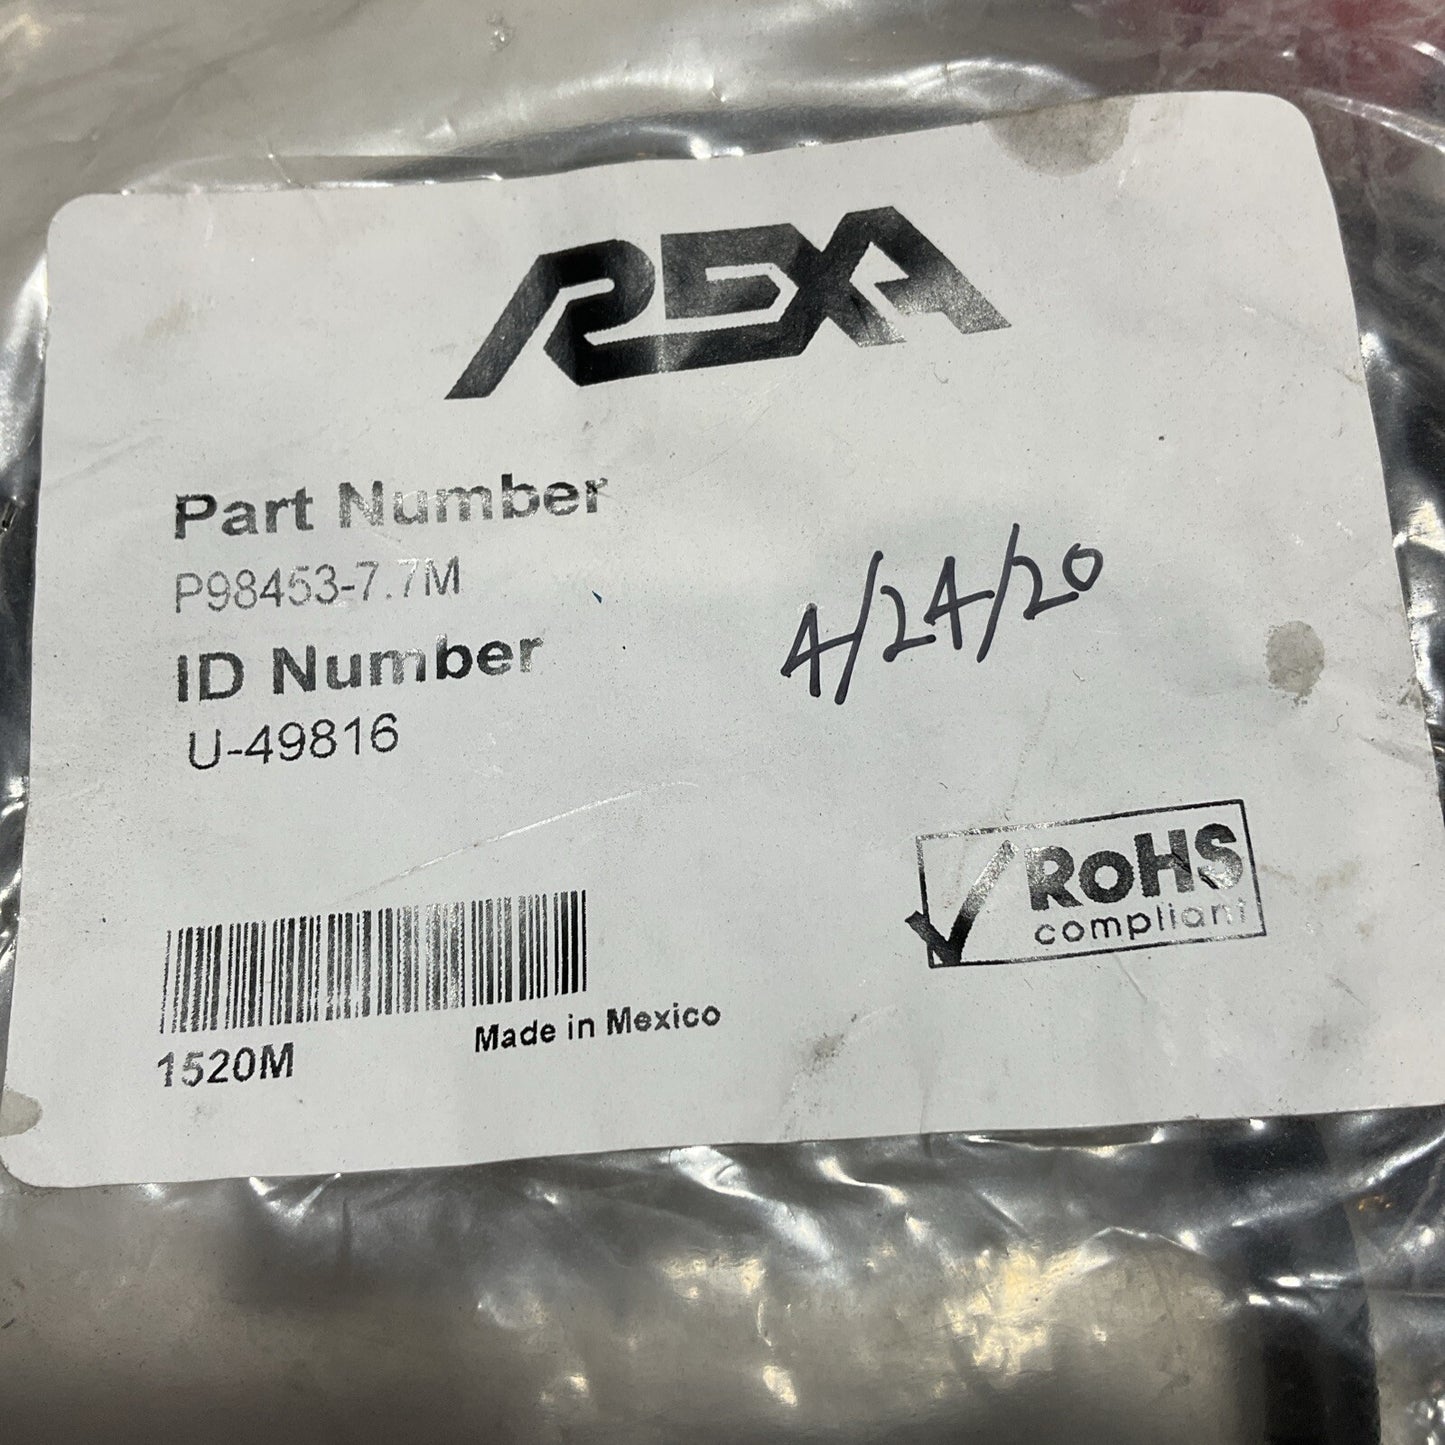 REXA
Part Number
P98453-7.7M
4/24/20
ID Number
U-49816
RoHS
compliant
Made in Mexico
1520M